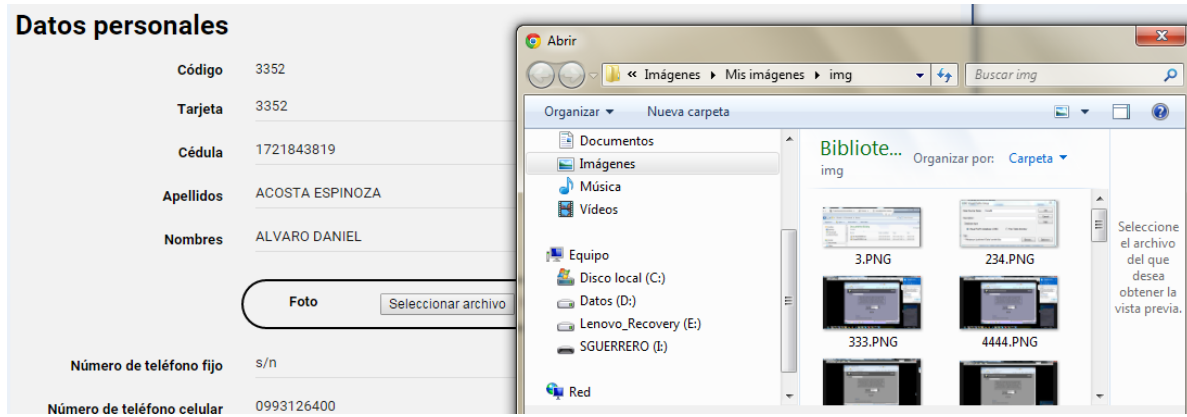 Datos personales
Código 3352
Tarjeta 3352
Cédula 1721843819
Apellidos ACOSTA ESPINOZA
Nombres ALVARO DANIEL
Foto Seleccionar archivo
Número de teléfono fijo s/n
Número de teléfono celular 0993126400
Abrir
« Imágenes ▸ Mis imágenes ▸ img
Buscar img
Organizar Nueva carpeta
Documentos
Imágenes
Música
Vídeos
Equipo
Disco local (C:)
Datos (D:)
Lenovo_Recovery (E:)
SGUERRERO (I:)
Red
Bibliote...
img
Organizar por: Carpeta
3.PNG 234.PNG
333.PNG 4444.PNG
Seleccione
el archivo
del que
desea
obtener la
vista previa.